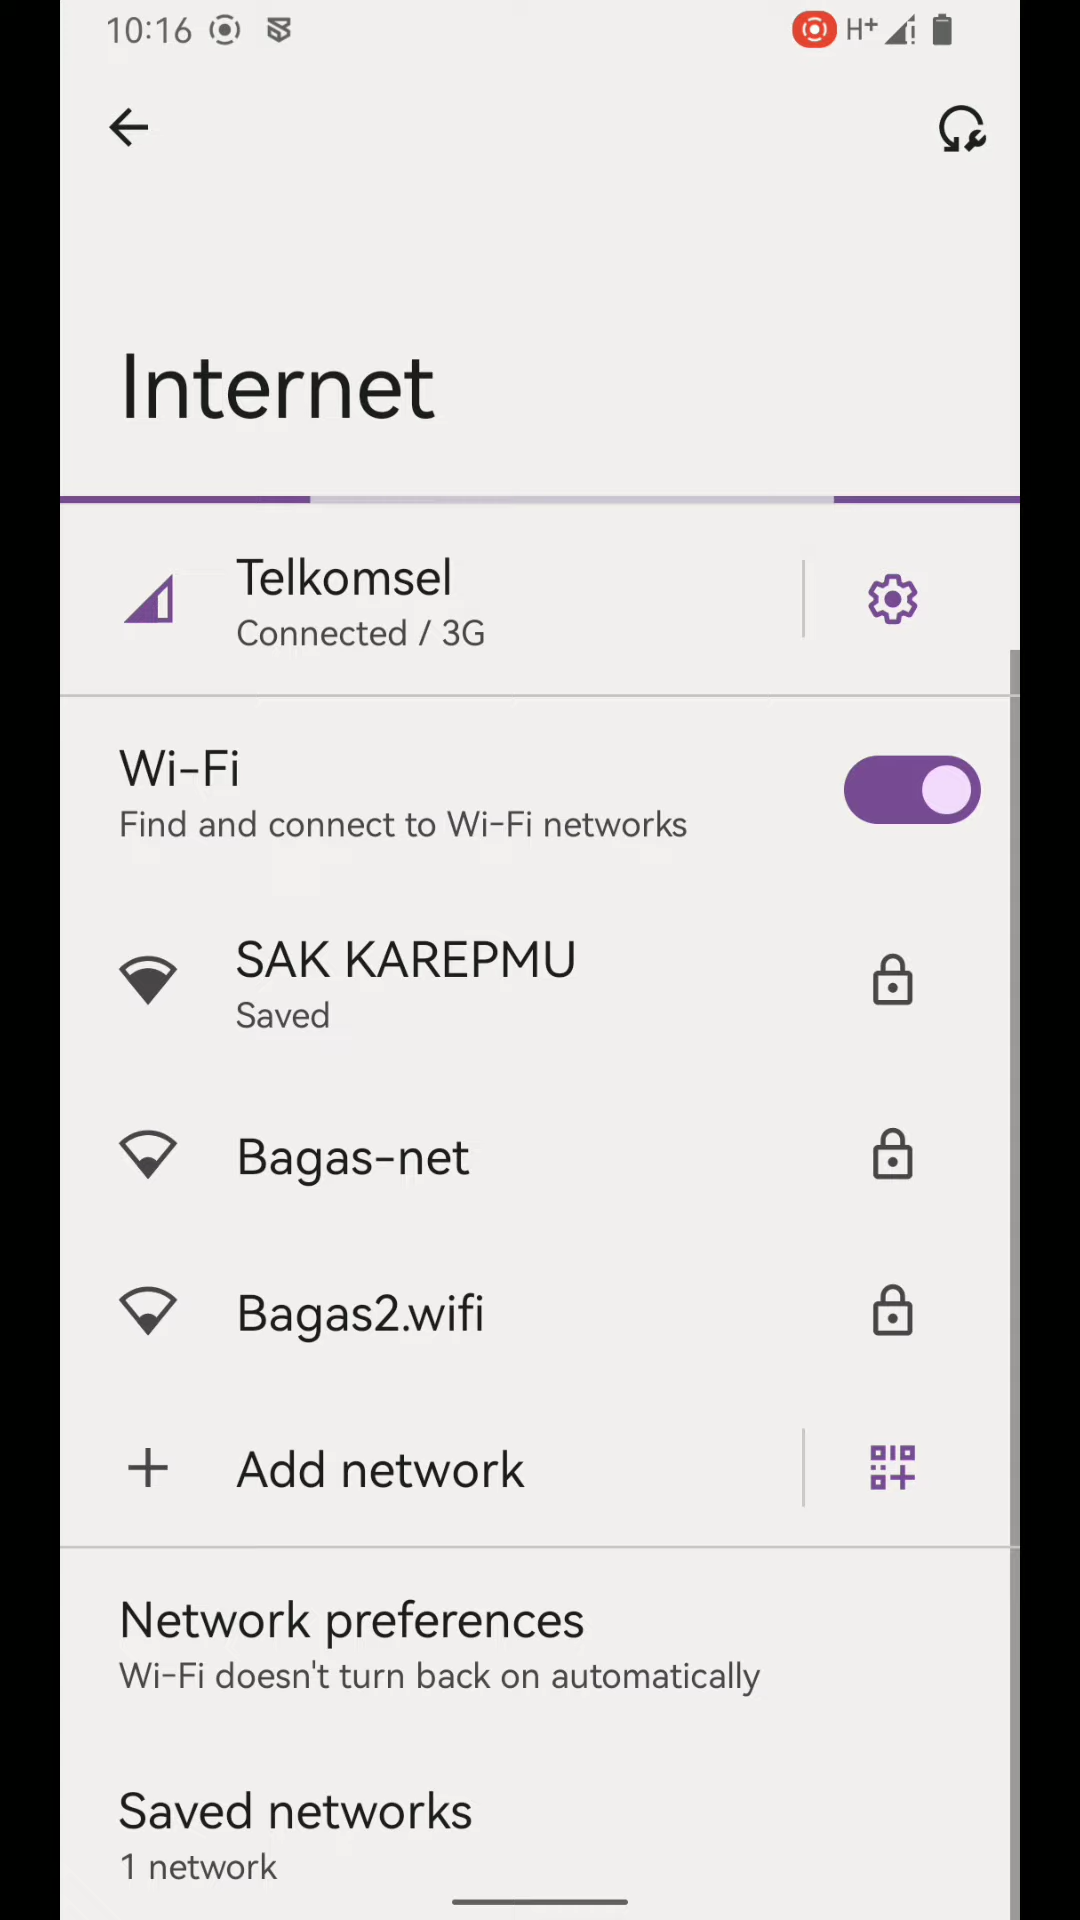 10:16
H+
Internet
Telkomsel
Connected / 3G
Wi-Fi
Find and connect to Wi-Fi networks
SAK KAREPMU
Saved
Bagas-net
Bagas2.wifi
Add network
Network preferences
Wi-Fi doesn't turn back on automatically
Saved networks
1 network